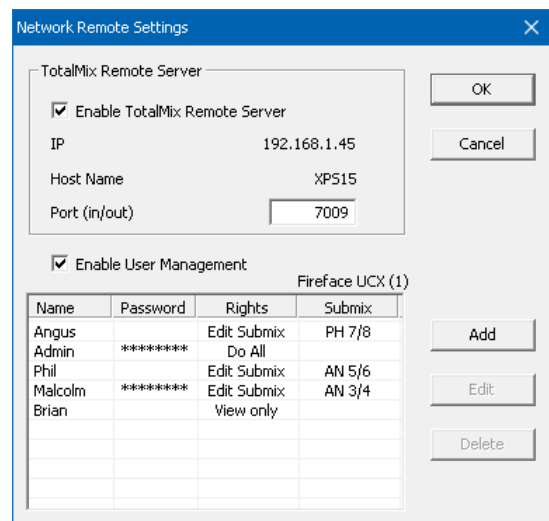 Network Remote Settings
TotalMix Remote Server
Enable TotalMix Remote Server
IP 192.168.1.45
Host Name XPS15
Port (in/out) 7009
OK
Cancel
Enable User Management
Fireface UCX (1)
Name Password Rights Submix
Angus Edit Submix PH 7/8
Admin ******** Do All
Phil Edit Submix AN 5/6
Malcolm ******** Edit Submix AN 3/4
Brian View only
Add
Edit
Delete